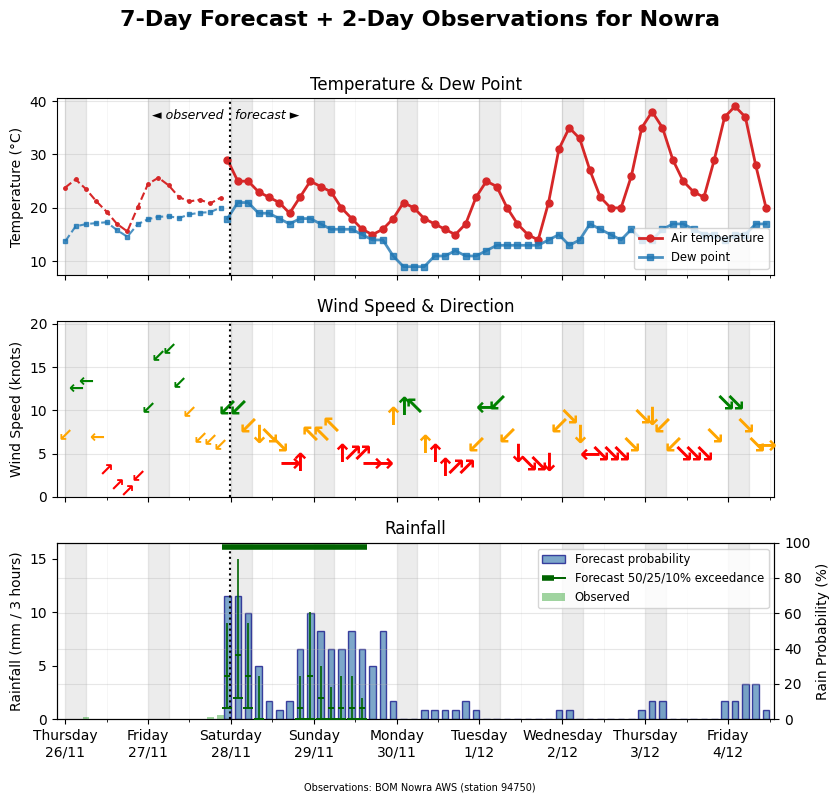 7-Day Forecast + 2-Day Observations for Nowra
Temperature & Dew Point
40
30
20
10
Temperature (°C)
◄ observed
forecast ►
Air temperature
Dew point
Wind Speed & Direction
20
15
10
5
0
Wind Speed (knots)
Rainfall
15
10
5
0
Rainfall (mm / 3 hours)
Forecast probability
Forecast 50/25/10% exceedance
Observed
100
80
60
40
20
0
Rain Probability (%)
Thursday Friday Saturday Sunday Monday Tuesday Wednesday Thursday Friday
26/11 27/11 28/11 29/11 30/11 1/12 2/12 3/12 4/12
Observations: BOM Nowra AWS (station 94750)